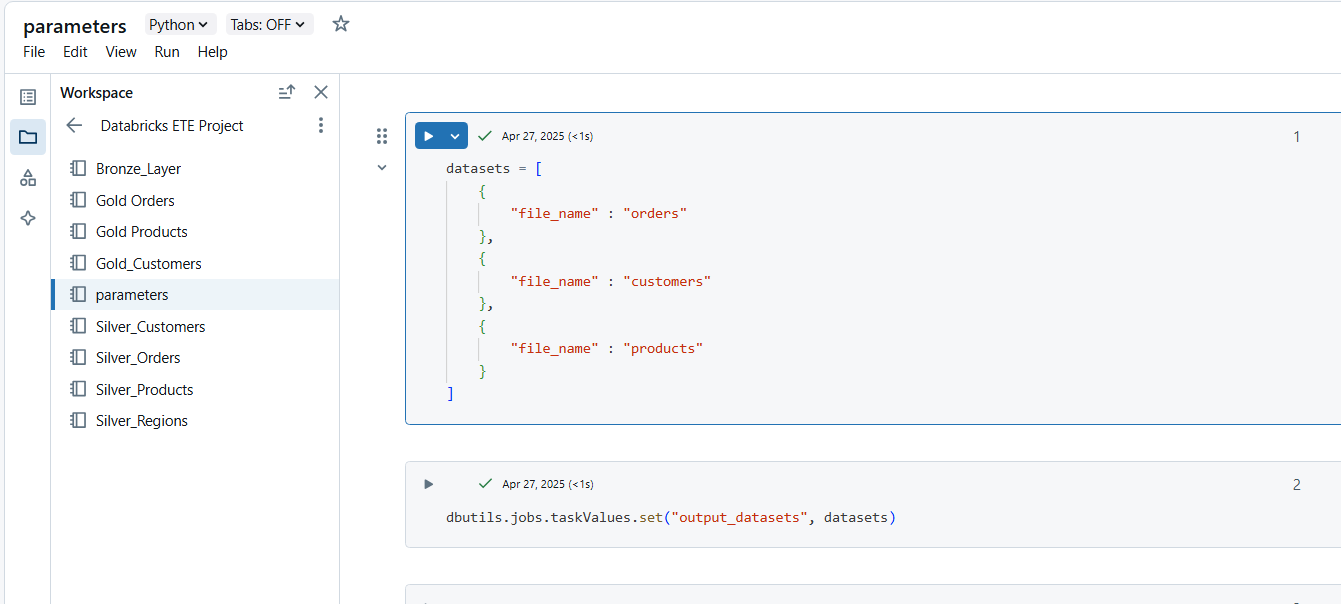 parameters Python Tabs: OFF
File Edit View Run Help
Workspace
Databricks ETE Project
Bronze_Layer
Gold Orders
Gold Products
Gold_Customers
parameters
Silver_Customers
Silver_Orders
Silver_Products
Silver_Regions
Apr 27, 2025 (<1s) 1
datasets = [
{
"file_name" : "orders"
},
{
"file_name" : "customers"
},
{
"file_name" : "products"
}
]
Apr 27, 2025 (<1s) 2
dbutils.jobs.taskValues.set("output_datasets", datasets)